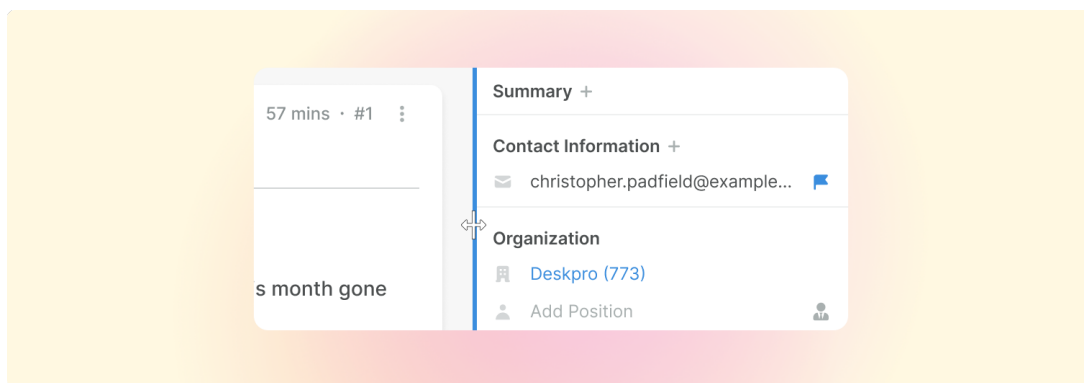 57 mins · #1
s month gone
Summary +
Contact Information +
christopher.padfield@example...
Organization
Deskpro (773)
Add Position